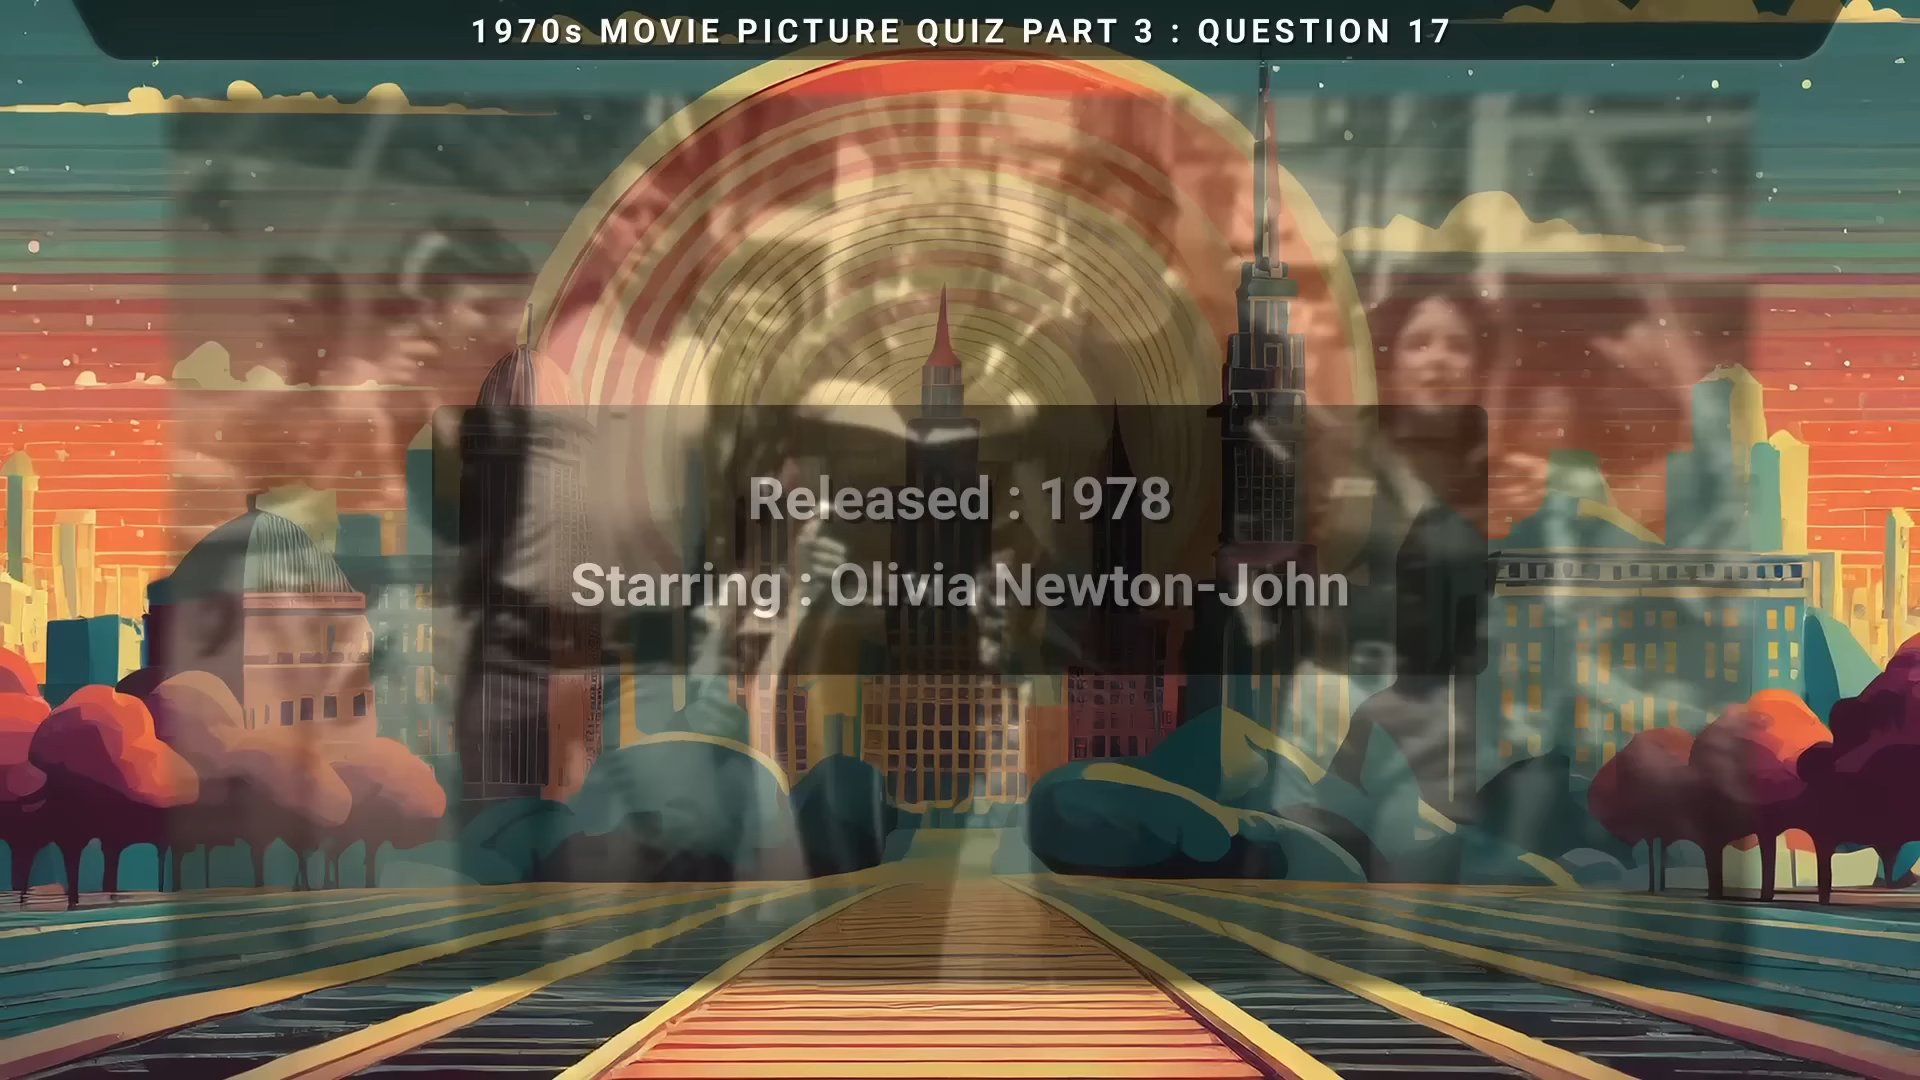 1970s MOVIE PICTURE QUIZ PART 3 : QUESTION 17
Released : 1978
Starring : Olivia Newton-John